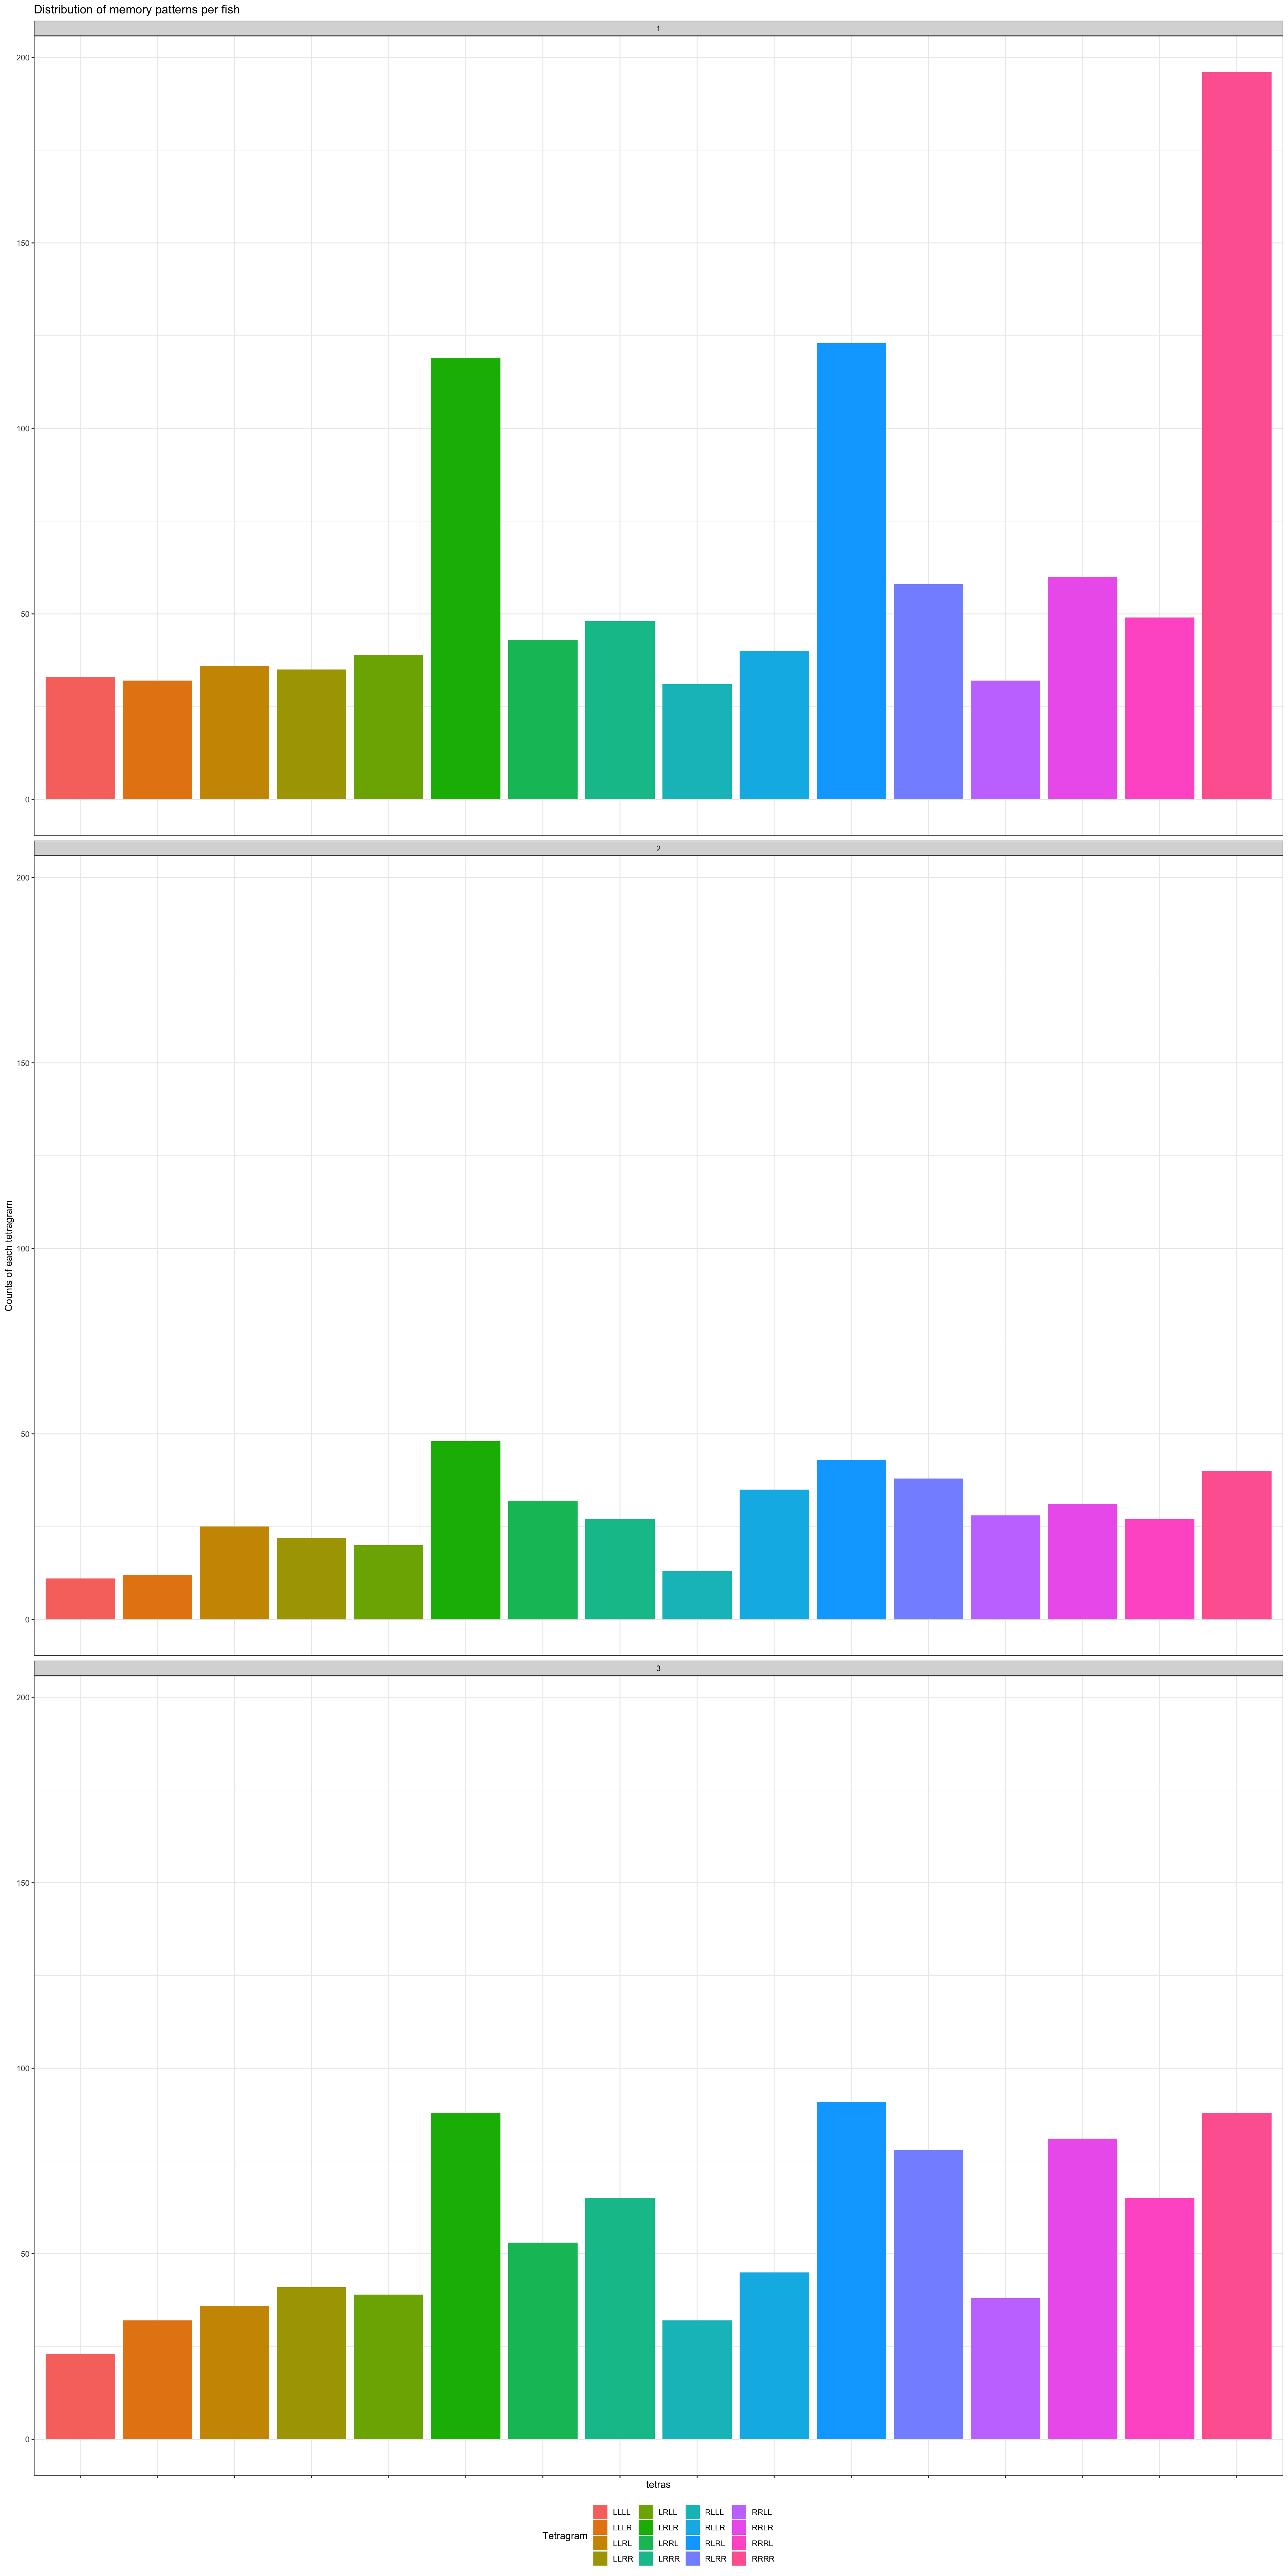 Distribution of memory patterns per fish
1
200
150
100
50
0
2
200
150
100
50
0
Counts of each tetragram
3
200
150
100
50
0
tetras
Tetragram
LLLL LRLL RLLL RRLL
LLLR LRLR RLLR RRLR
LLRL LRRL RLRL RRRL
LLRR LRRR RLRR RRRR